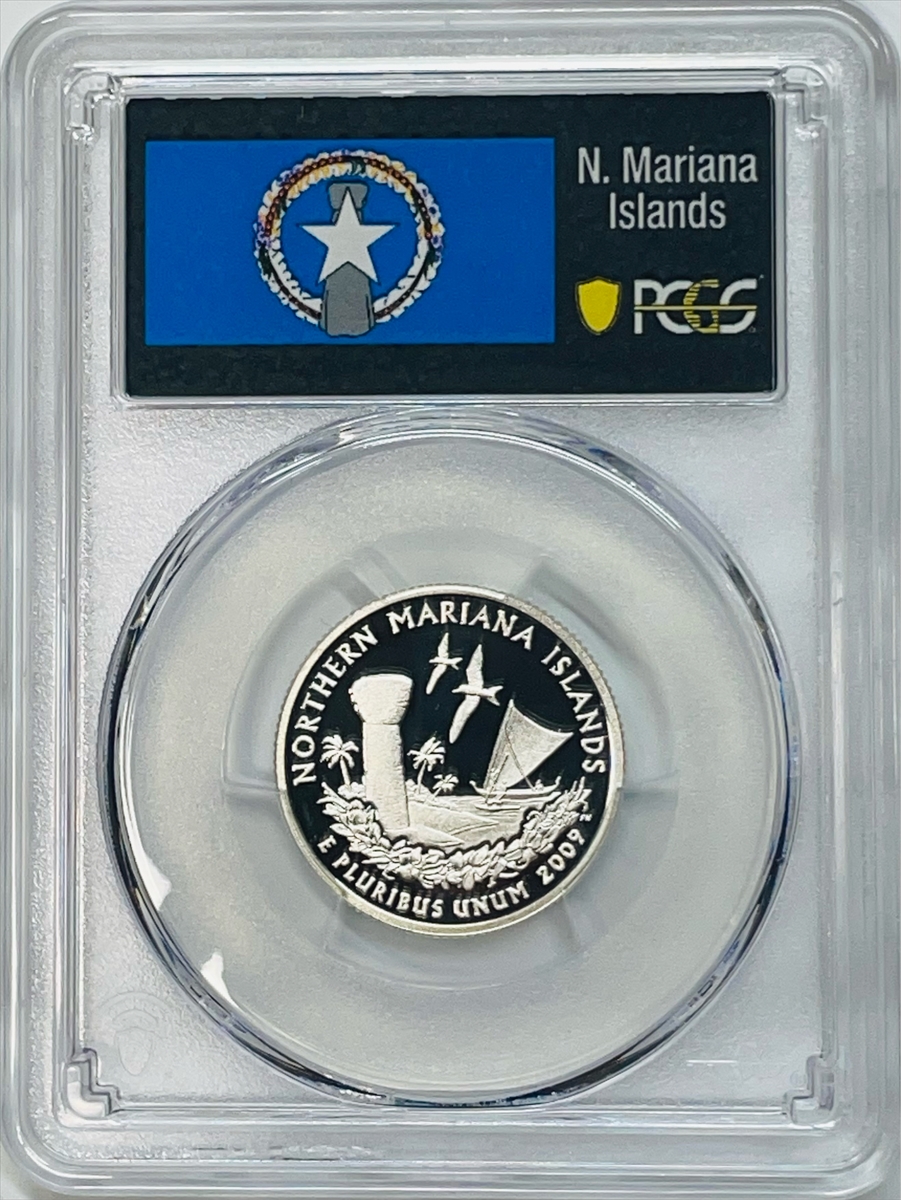 N. Mariana
Islands
PCGS
NORTHERN MARIANA ISLANDS
E PLURIBUS UNUM 2009